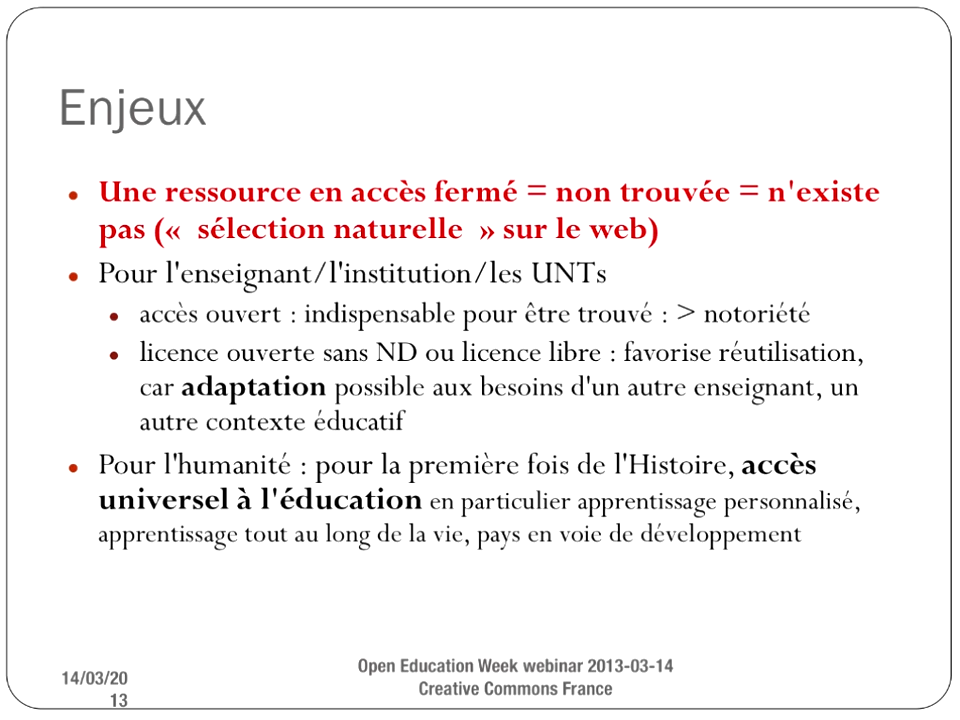 Enjeux
• Une ressource en accès fermé = non trouvée = n'existe
pas («  sélection naturelle  » sur le web)
• Pour l'enseignant/l'institution/les UNTs
• accès ouvert : indispensable pour être trouvé : > notoriété
• licence ouverte sans ND ou licence libre : favorise réutilisation,
car adaptation possible aux besoins d'un autre enseignant, un
autre contexte éducatif
• Pour l'humanité : pour la première fois de l'Histoire, accès
universel à l'éducation en particulier apprentissage personnalisé,
apprentissage tout au long de la vie, pays en voie de développement
14/03/20
13
Open Education Week webinar 2013-03-14
Creative Commons France